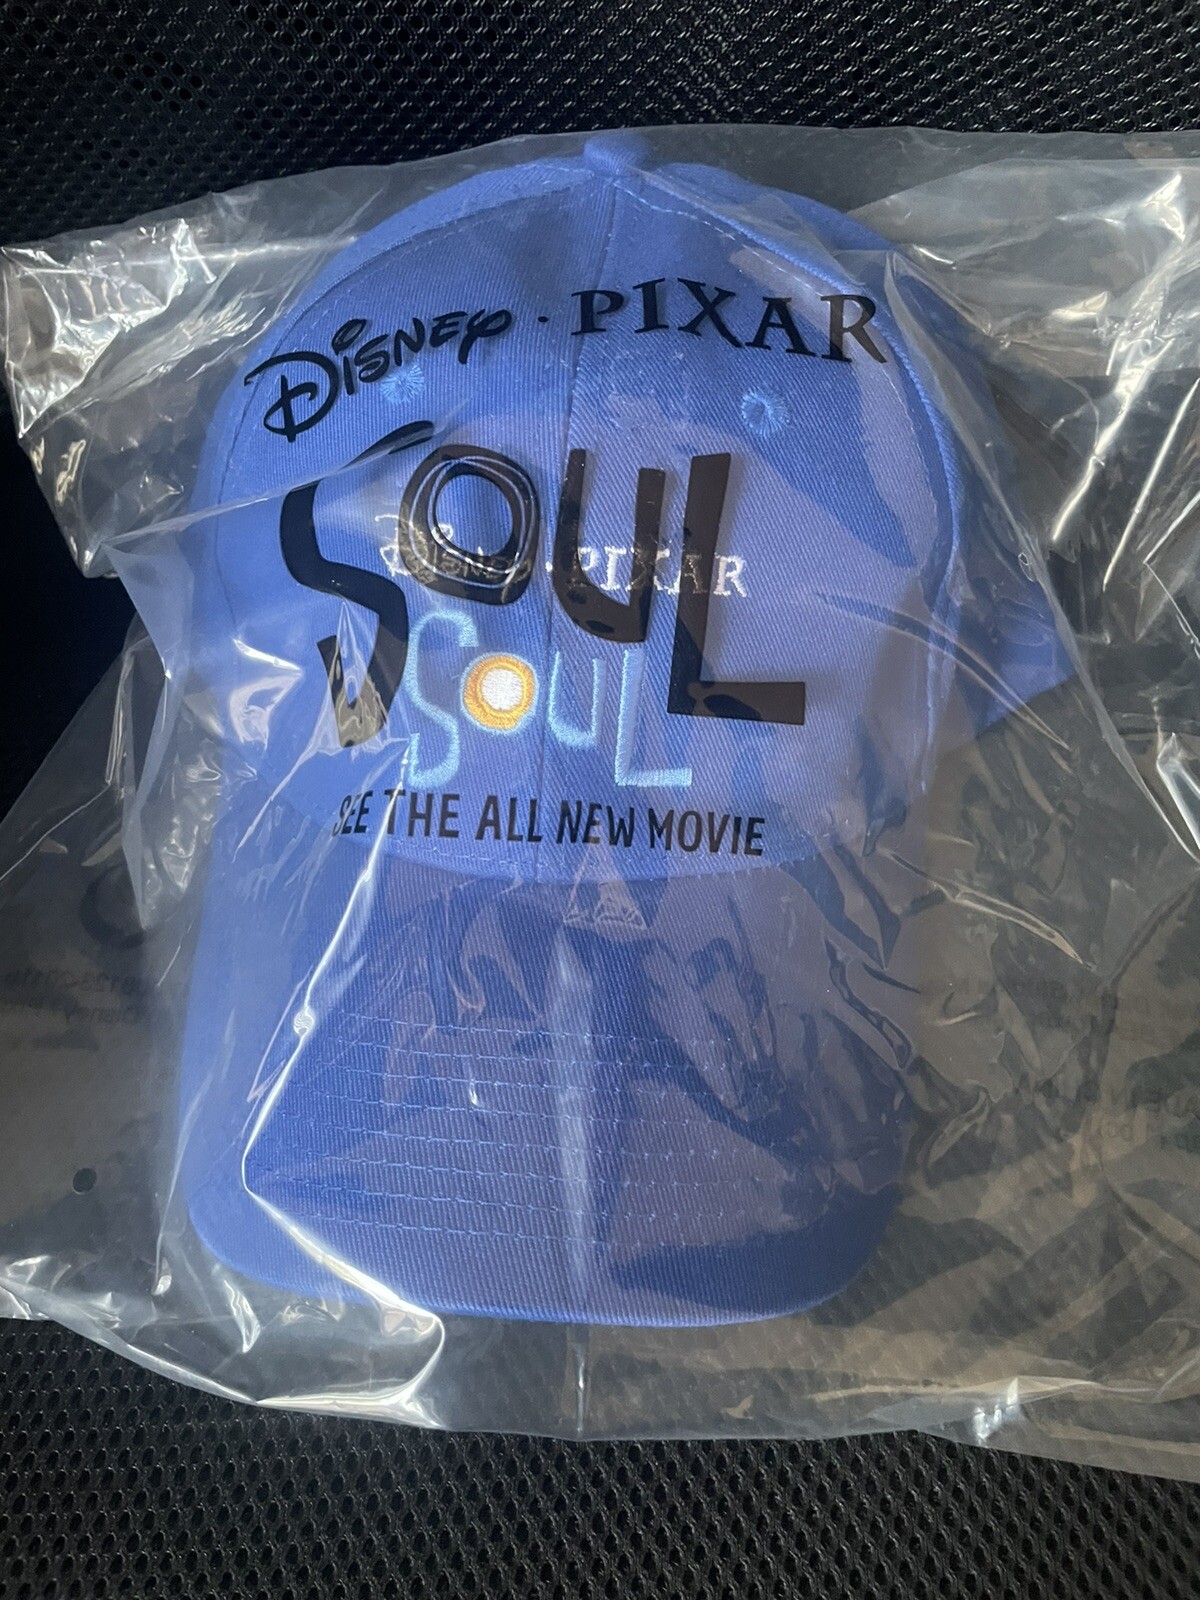 DISNEY · PIXAR
SOUL
DISNEY · PIXAR
SOUL
SEE THE ALL NEW MOVIE